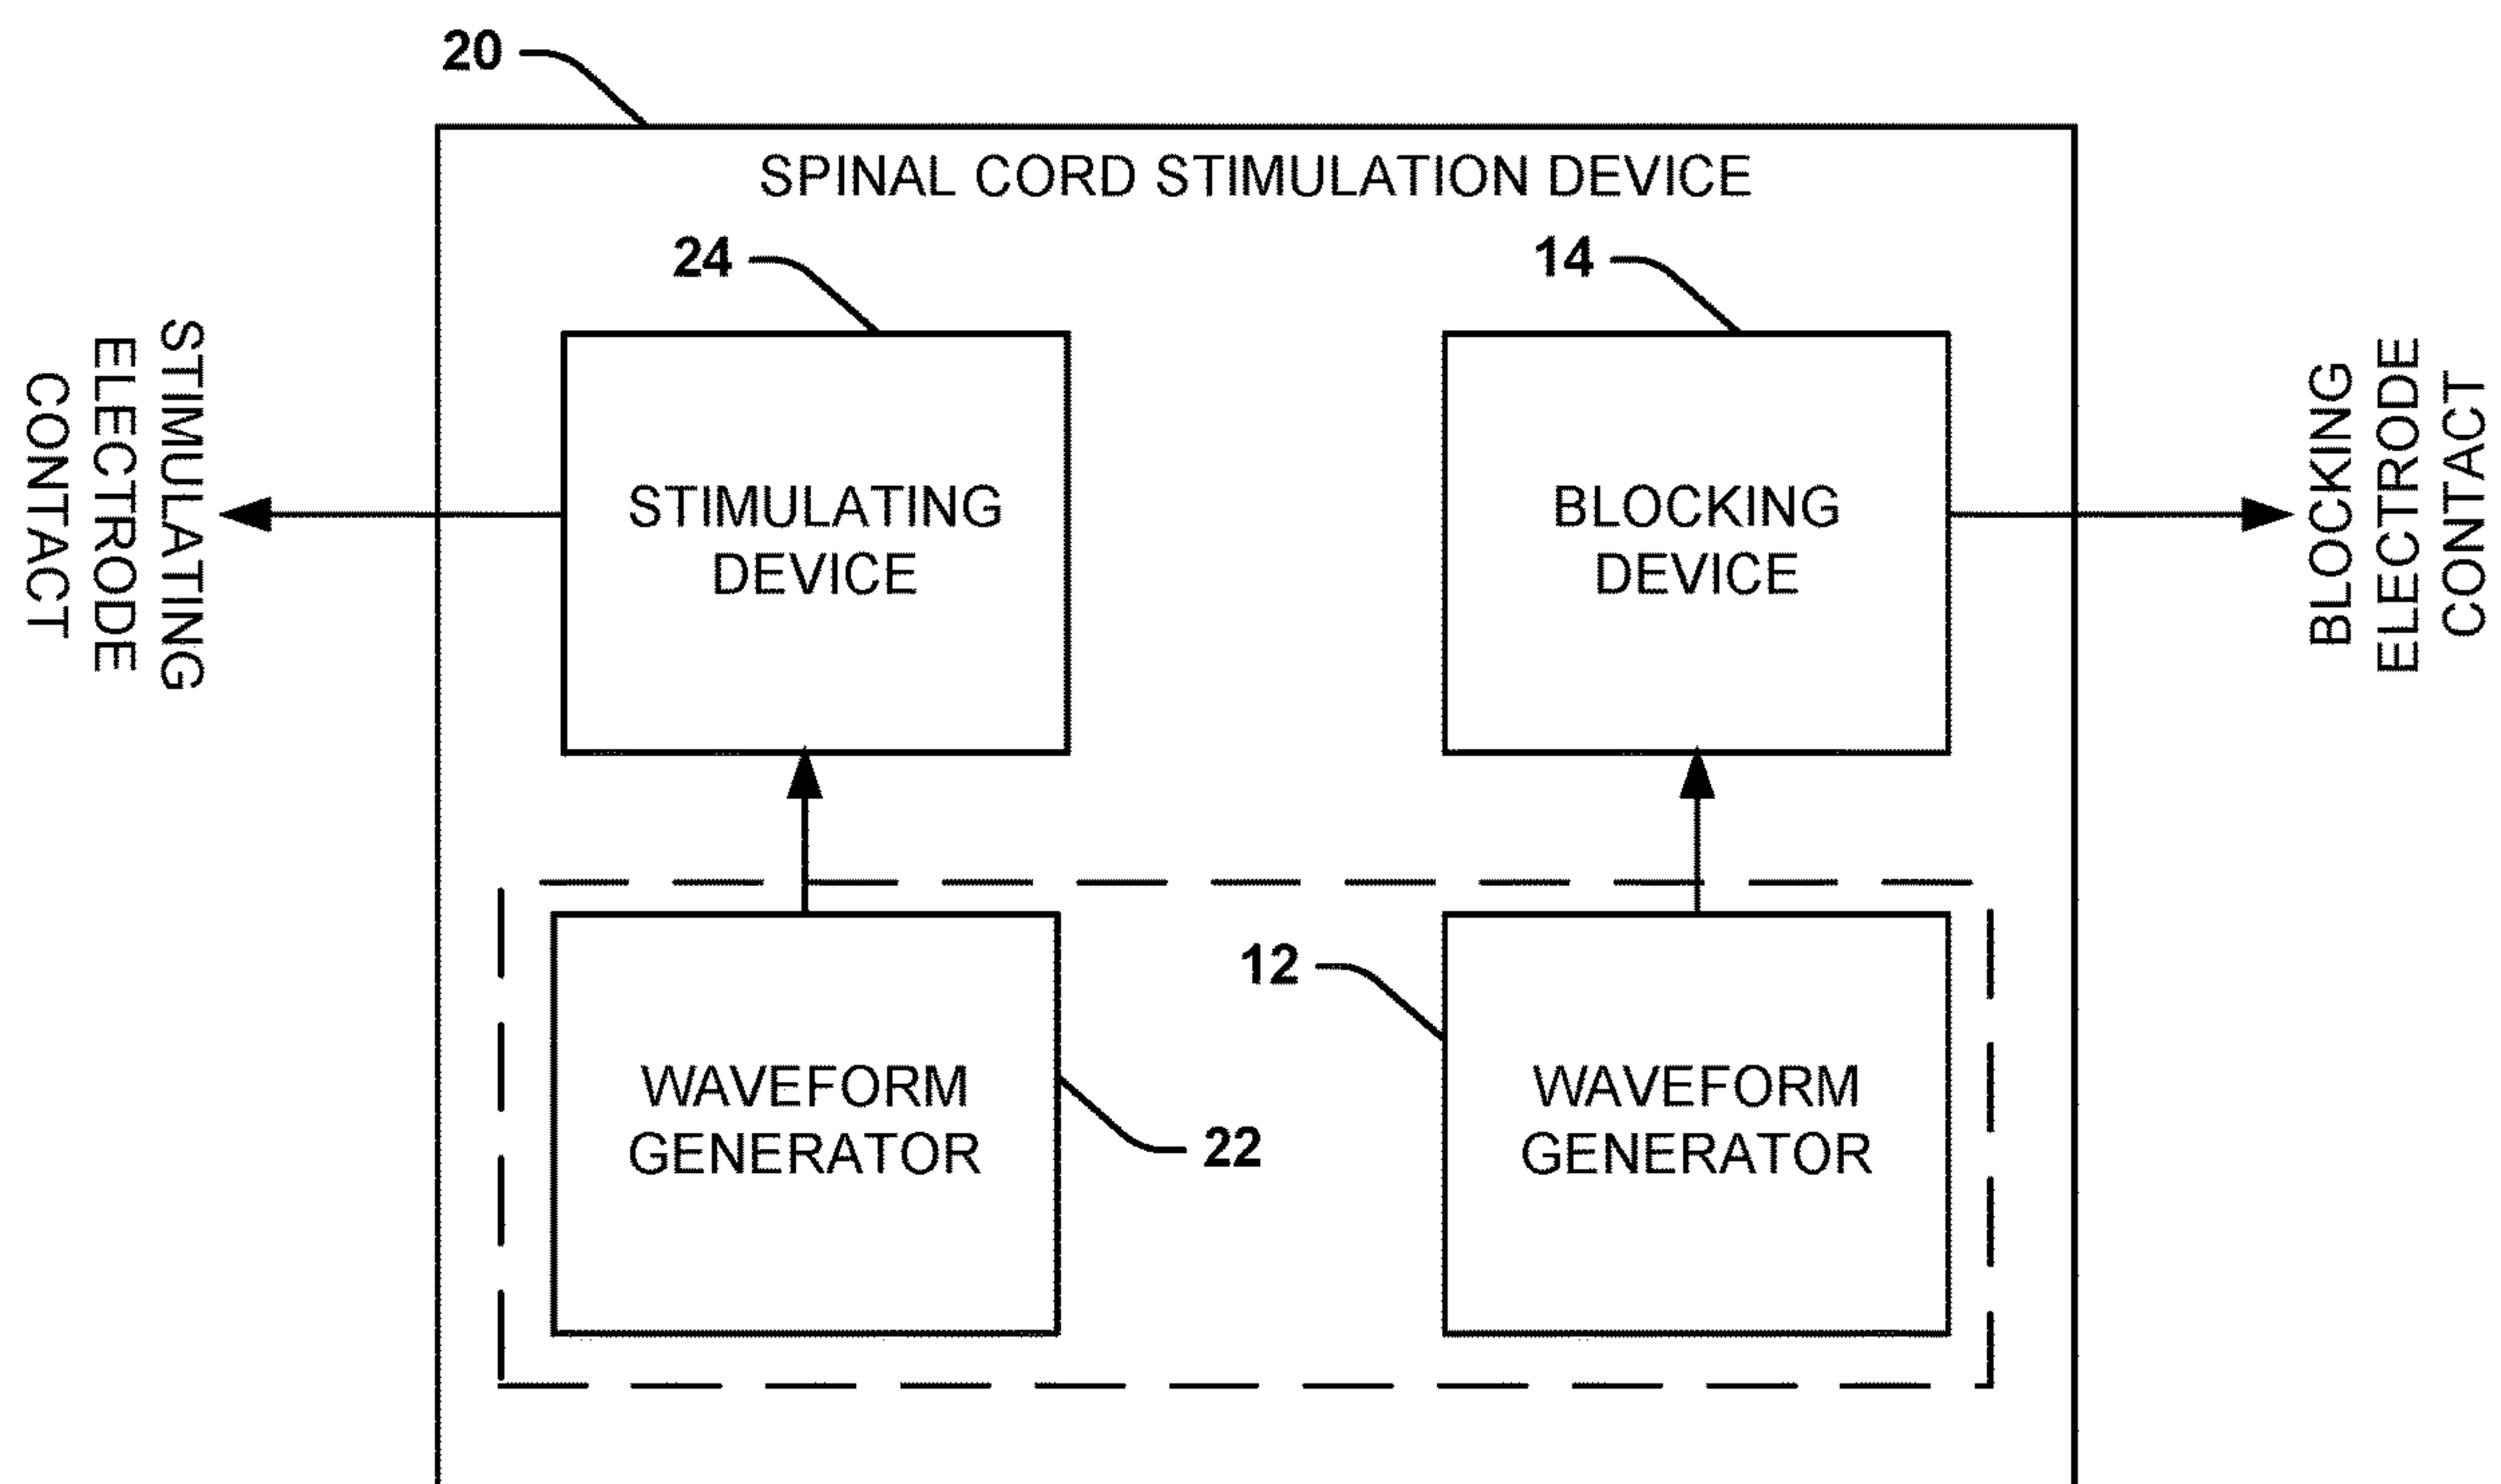 20
SPINAL CORD STIMULATION DEVICE
24
14
STIMULATING
ELECTRODE
CONTACT
STIMULATING
DEVICE
BLOCKING
DEVICE
BLOCKING
ELECTRODE
CONTACT
12
WAVEFORM
GENERATOR
22
WAVEFORM
GENERATOR